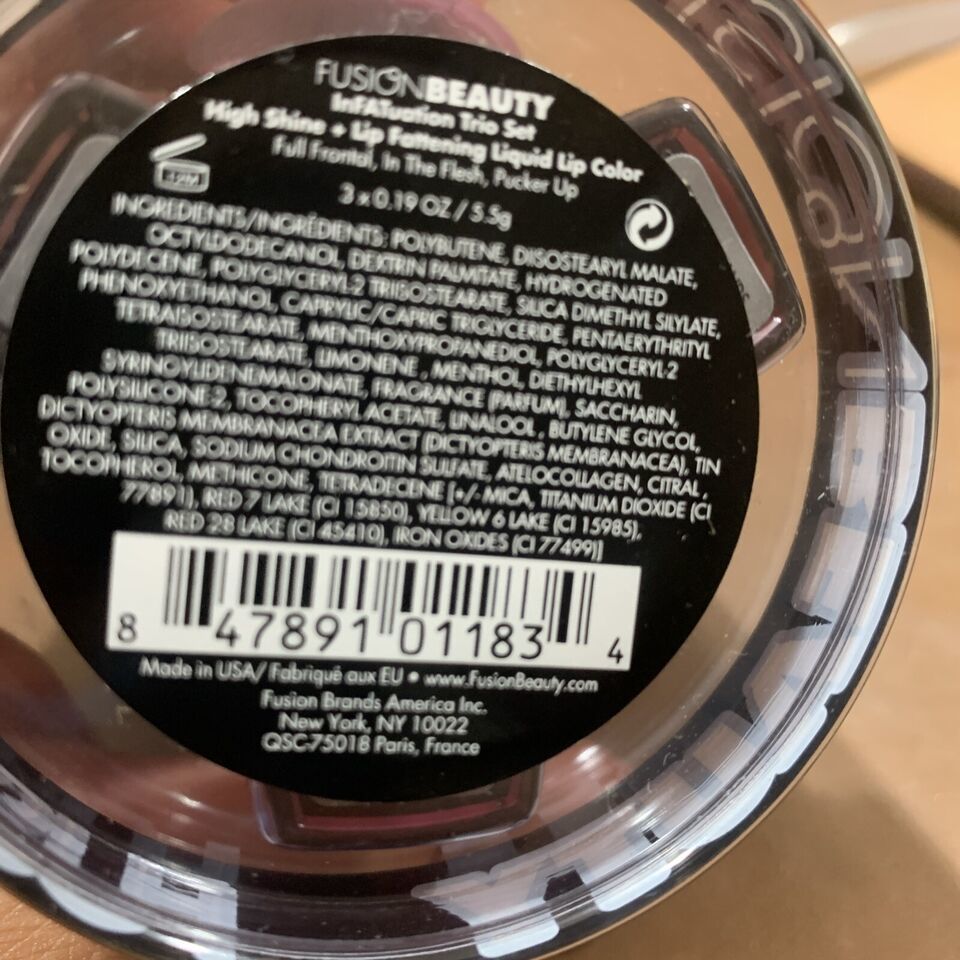 FUSIONBEAUTY
InFATuation Trio Set
High Shine + Lip Fattening Liquid Lip Color
Full Frontal, In The Flesh, Pucker Up
3 x 0.19 OZ / 5.5g
12M
INGREDIENTS/INGRÉDIENTS: POLYBUTENE, DIISOSTEARYL MALATE,
OCTYLDODECANOL, DEXTRIN PALMITATE, HYDROGENATED
POLYDECENE, POLYGLYCERYL-2 TRIISOSTEARATE, SILICA DIMETHYL SILYLATE,
PHENOXYETHANOL, CAPRYLIC/CAPRIC TRIGLYCERIDE, PENTAERYTHRITYL
TETRAISOSTEARATE, MENTHOXYPROPANEDIOL, POLYGLYCERYL-2
TRIISOSTEARATE, LIMONENE , MENTHOL, DIETHYLHEXYL
SYRINGYLIDENEMALONATE, FRAGRANCE (PARFUM), SACCHARIN,
POLYSILICONE-2, TOCOPHERYL ACETATE, LINALOOL , BUTYLENE GLYCOL,
DICTYOPTERIS MEMBRANACEA EXTRACT (DICTYOPTERIS MEMBRANACEA), TIN
OXIDE, SILICA, SODIUM CHONDROITIN SULFATE, ATELOCOLLAGEN, CITRAL ,
TOCOPHEROL, METHICONE, TETRADECENE [+/- MICA, TITANIUM DIOXIDE (CI
77891), RED 7 LAKE (CI 15850), YELLOW 6 LAKE (CI 15985),
RED 28 LAKE (CI 45410), IRON OXIDES (CI 77499)]
8 47891 01183 4
Made in USA/ Fabriqué aux EU • www.FusionBeauty.com
Fusion Brands America Inc.
New York, NY 10022
QSC-75018 Paris, France